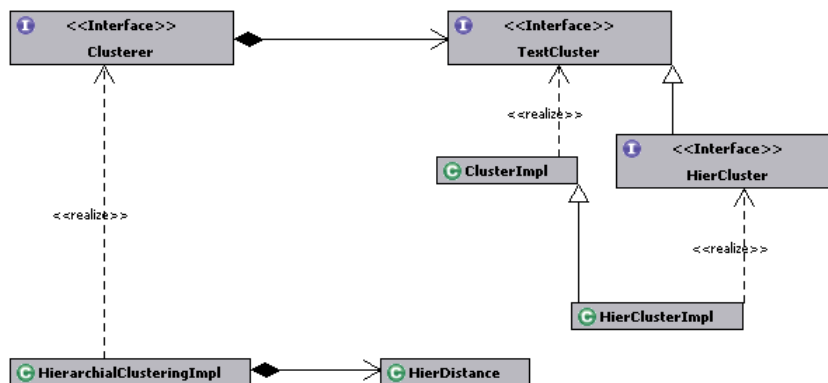 I <<Interface>>
Clusterer
I <<Interface>>
TextCluster
<<realize>>
I <<Interface>>
HierCluster
C ClusterImpl
<<realize>>
<<realize>>
C HierClusterImpl
C HierarchialClusteringImpl
C HierDistance